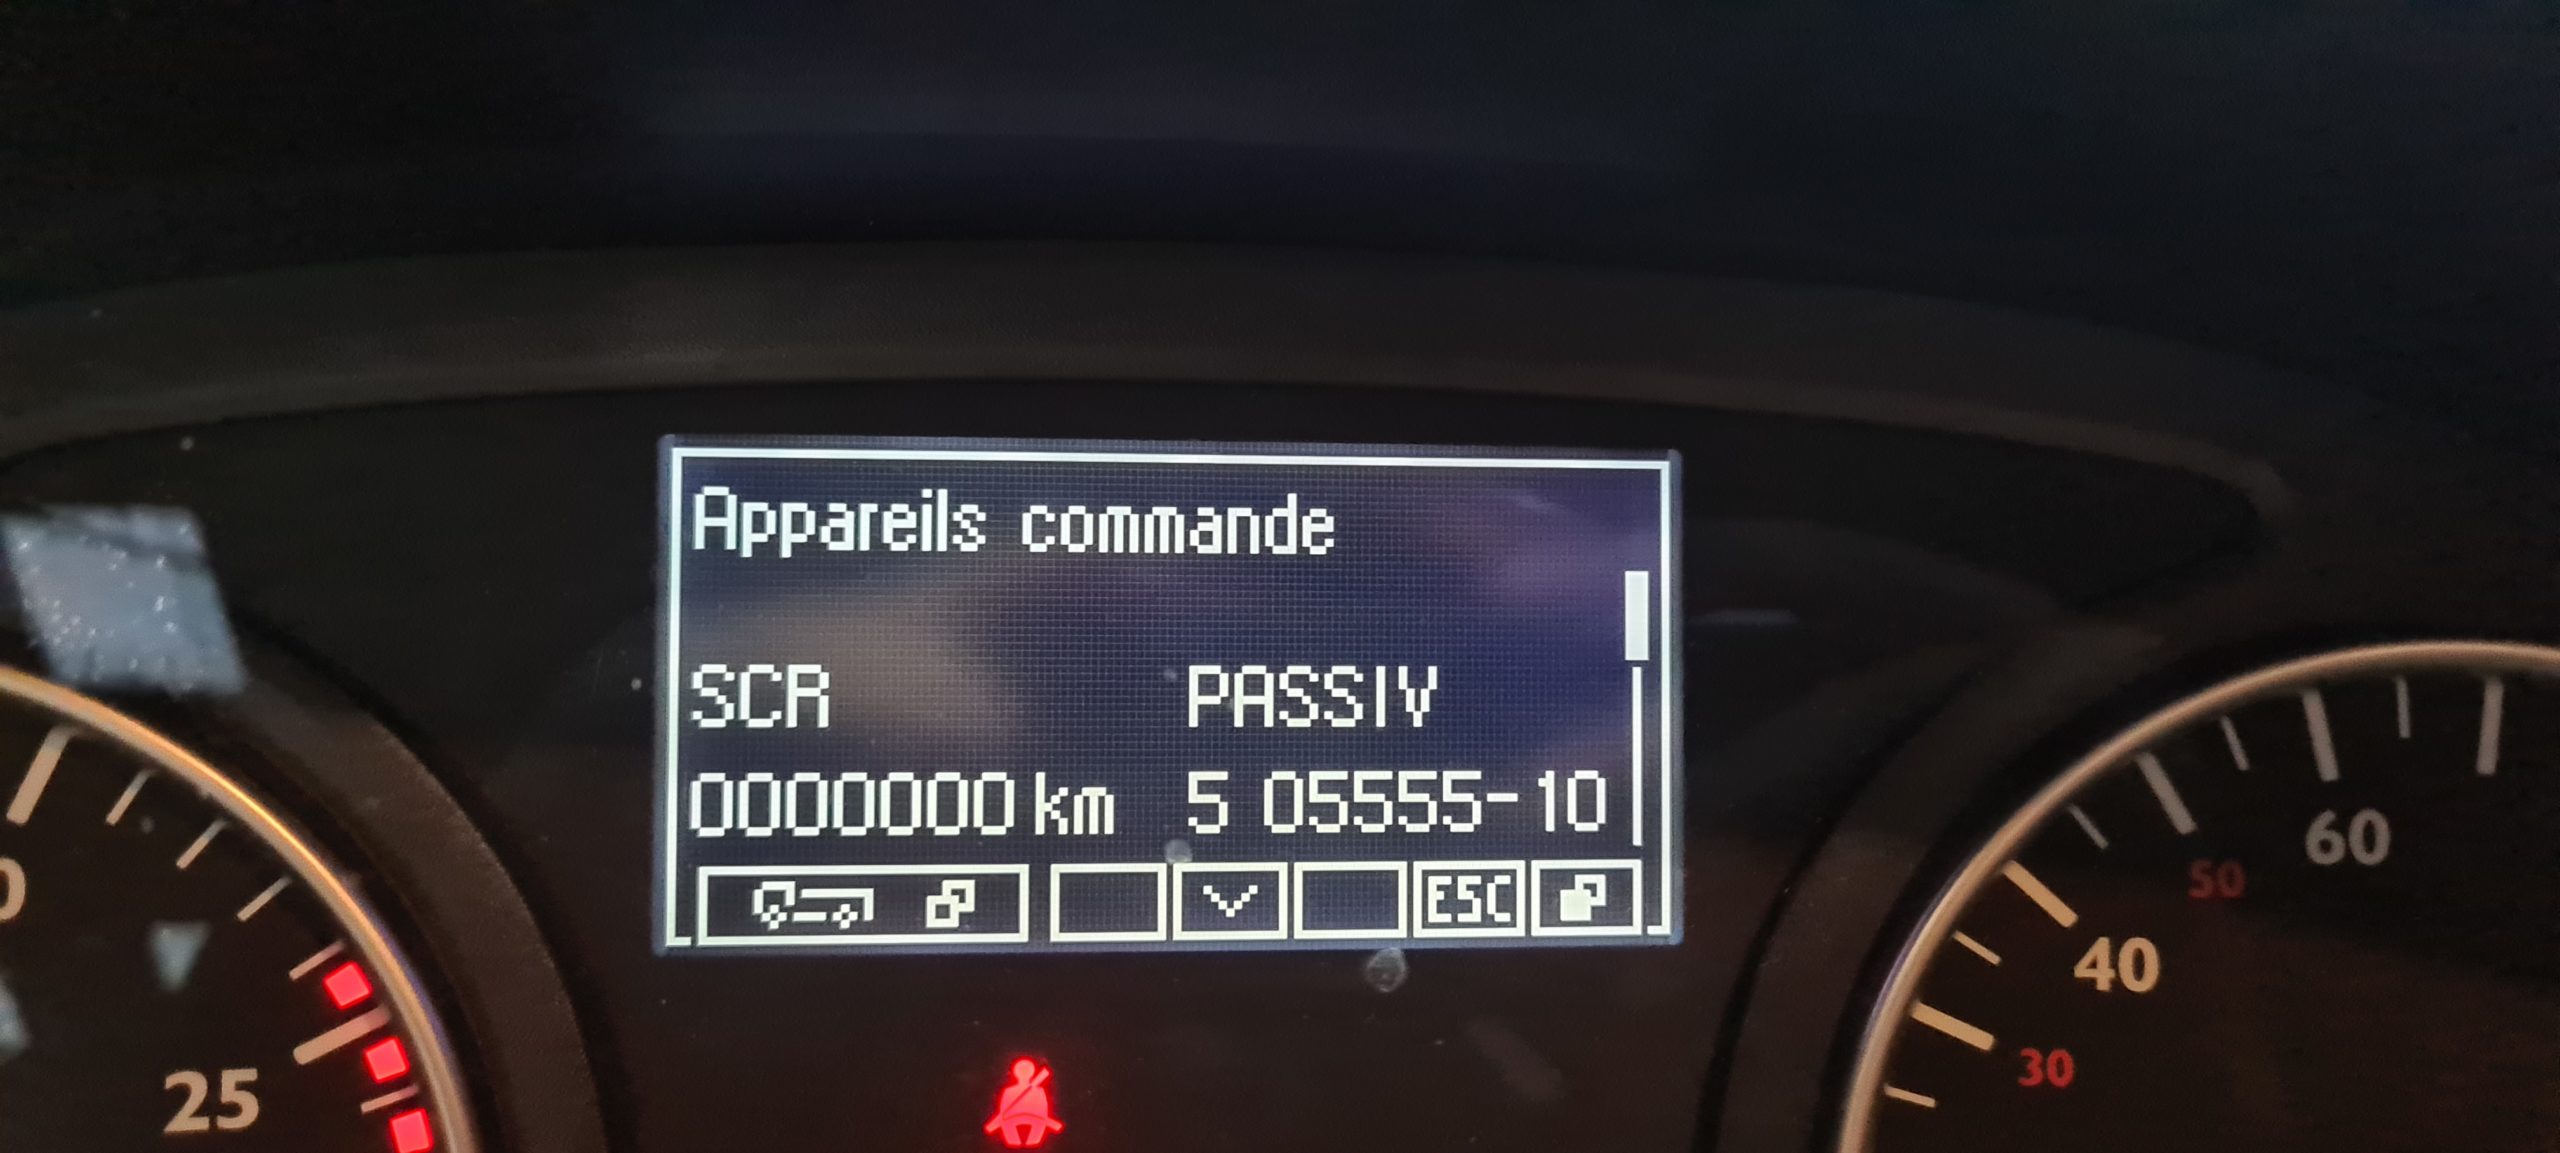 Appareils commande
SCR PASSIV
0000000 km 5 05555-10
ESC
25
60
50
40
30